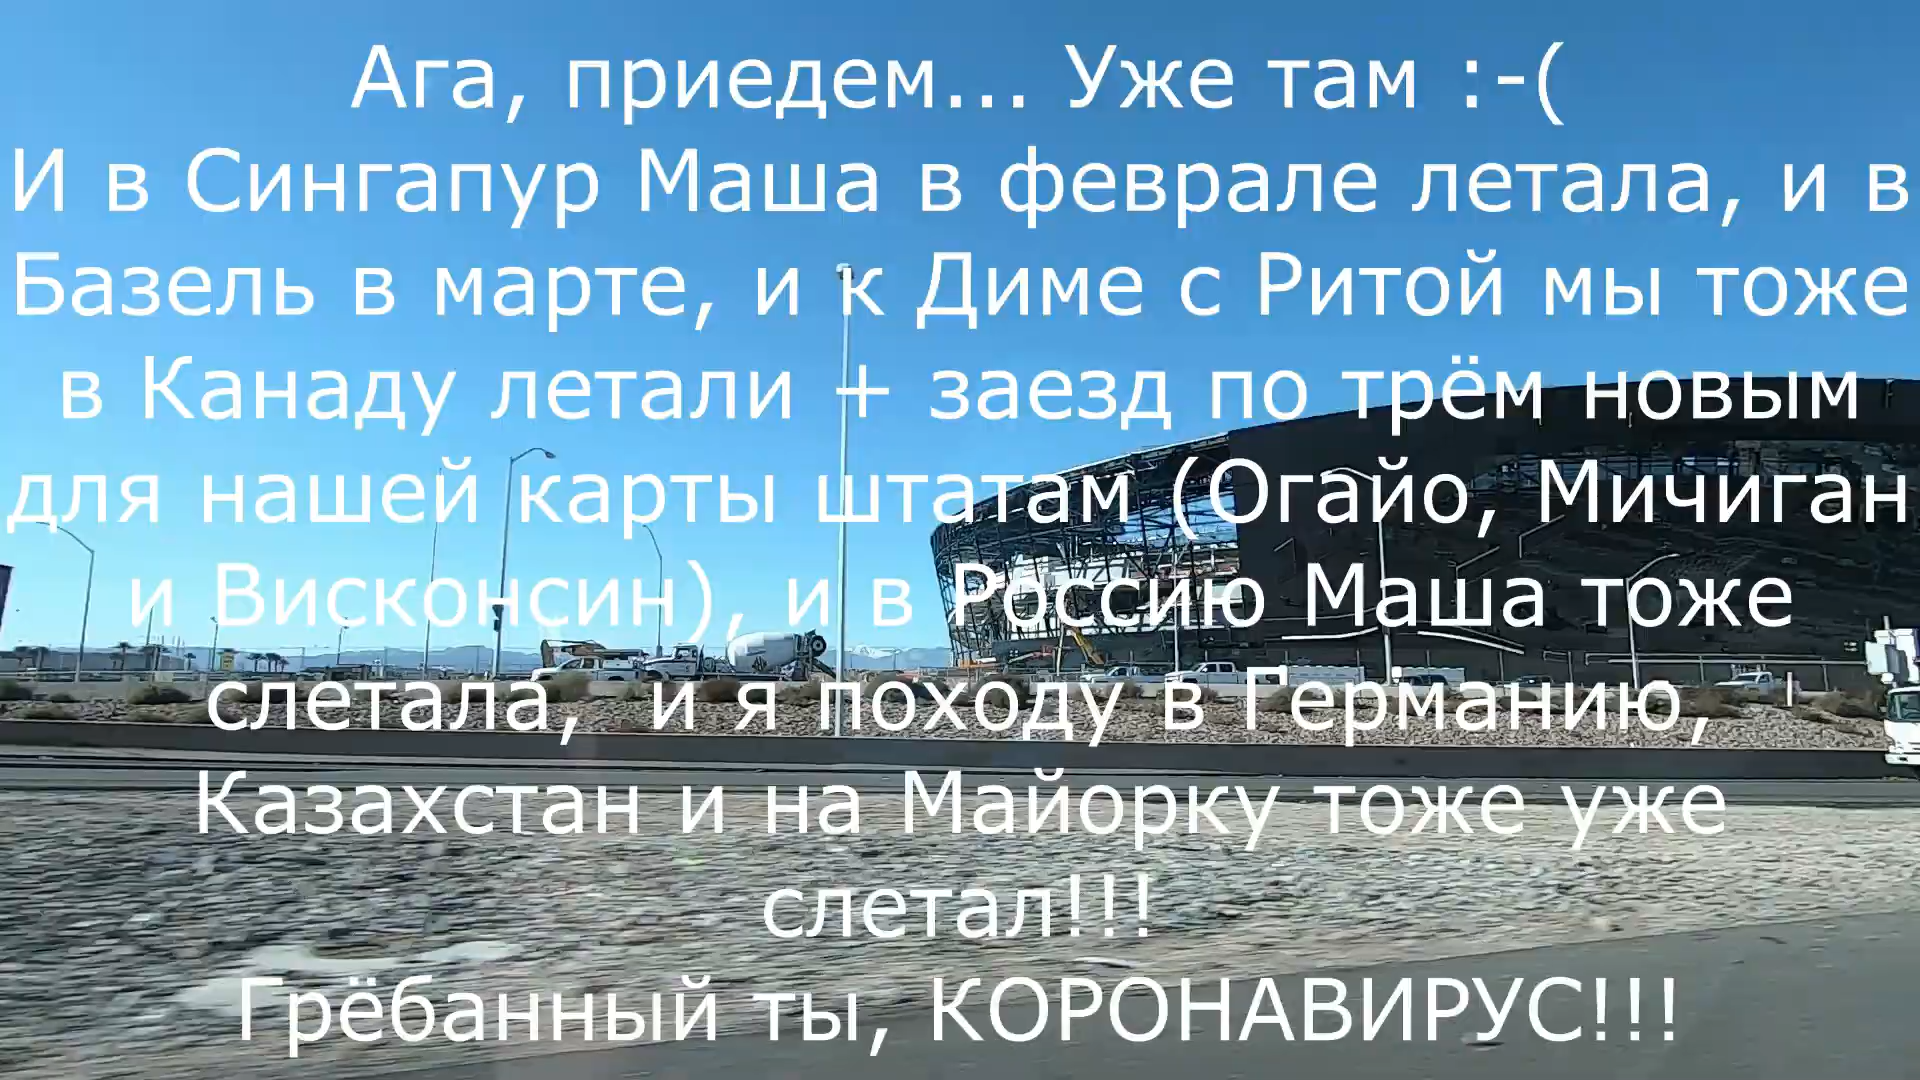 Ага, приедем... Уже там :-(
И в Сингапур Маша в феврале летала, и в
Базель в марте, и к Диме с Ритой мы тоже
в Канаду летали + заезд по трём новым
для нашей карты штатам (Огайо, Мичиган
и Висконсин), и в Россию Маша тоже
слетала,  и я походу в Германию,
Казахстан и на Майорку тоже уже
слетал!!!
Грёбанный ты, КОРОНАВИРУС!!!